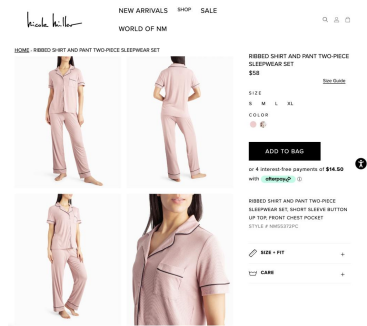 nicole miller
NEW ARRIVALS SHOP SALE
WORLD OF NM
HOME › RIBBED SHIRT AND PANT TWO-PIECE SLEEPWEAR SET
RIBBED SHIRT AND PANT TWO-PIECE
SLEEPWEAR SET
$58
Size Guide
SIZE
S M L XL
COLOR
ADD TO BAG
or 4 interest-free payments of $14.50
with afterpay
RIBBED SHIRT AND PANT TWO-PIECE
SLEEPWEAR SET, SHORT SLEEVE BUTTON
UP TOP, FRONT CHEST POCKET
STYLE # NM55372PC
SIZE + FIT +
CARE +